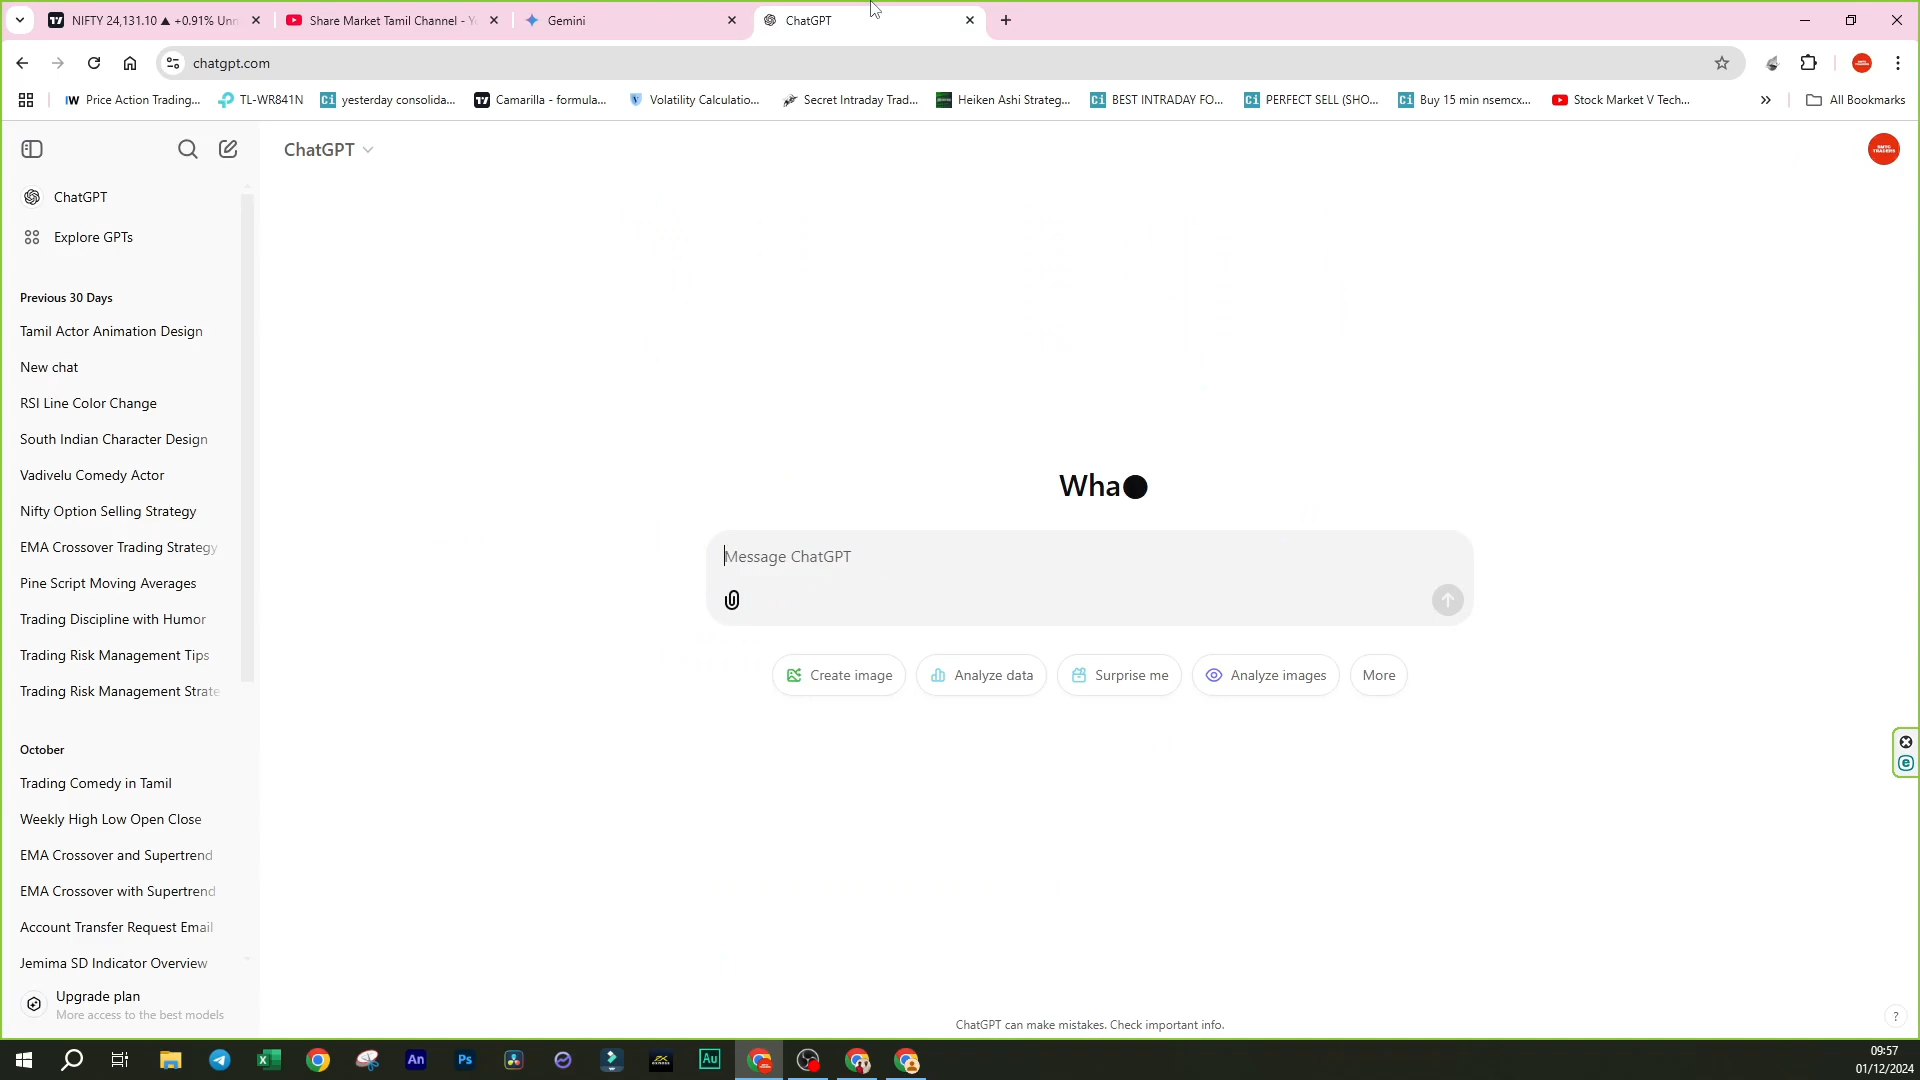 NIFTY 24,131.10 ▲ +0.91% Unn
Share Market Tamil Channel - Y
Gemini
ChatGPT
chatgpt.com
Price Action Trading...
TL-WR841N
yesterday consolida...
Camarilla - formula...
Volatility Calculatio...
Secret Intraday Trad...
Heiken Ashi Strateg...
BEST INTRADAY FO...
PERFECT SELL (SHO...
Buy 15 min nsemcx...
Stock Market V Tech...
All Bookmarks
ChatGPT
ChatGPT
Explore GPTs
Previous 30 Days
Tamil Actor Animation Design
New chat
RSI Line Color Change
South Indian Character Design
Vadivelu Comedy Actor
Nifty Option Selling Strategy
EMA Crossover Trading Strategy
Pine Script Moving Averages
Trading Discipline with Humor
Trading Risk Management Tips
Trading Risk Management Strate
October
Trading Comedy in Tamil
Weekly High Low Open Close
EMA Crossover and Supertrend
EMA Crossover with Supertrend
Account Transfer Request Email
Jemima SD Indicator Overview
Upgrade plan
More access to the best models
Wha
Message ChatGPT
Create image
Analyze data
Surprise me
Analyze images
More
ChatGPT can make mistakes. Check important info.
?
An
Ps
Au
09:57
01/12/2024